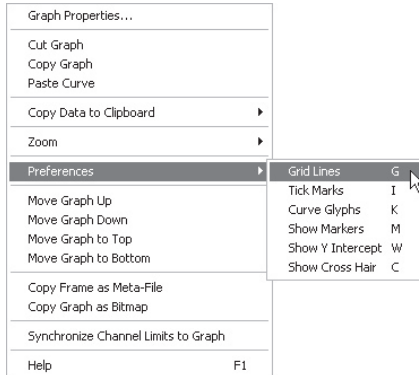 Graph Properties...
Cut Graph
Copy Graph
Paste Curve
Copy Data to Clipboard
Zoom
Preferences
Grid Lines G
Tick Marks I
Curve Glyphs K
Show Markers M
Show Y Intercept W
Show Cross Hair C
Move Graph Up
Move Graph Down
Move Graph to Top
Move Graph to Bottom
Copy Frame as Meta-File
Copy Graph as Bitmap
Synchronize Channel Limits to Graph
Help F1